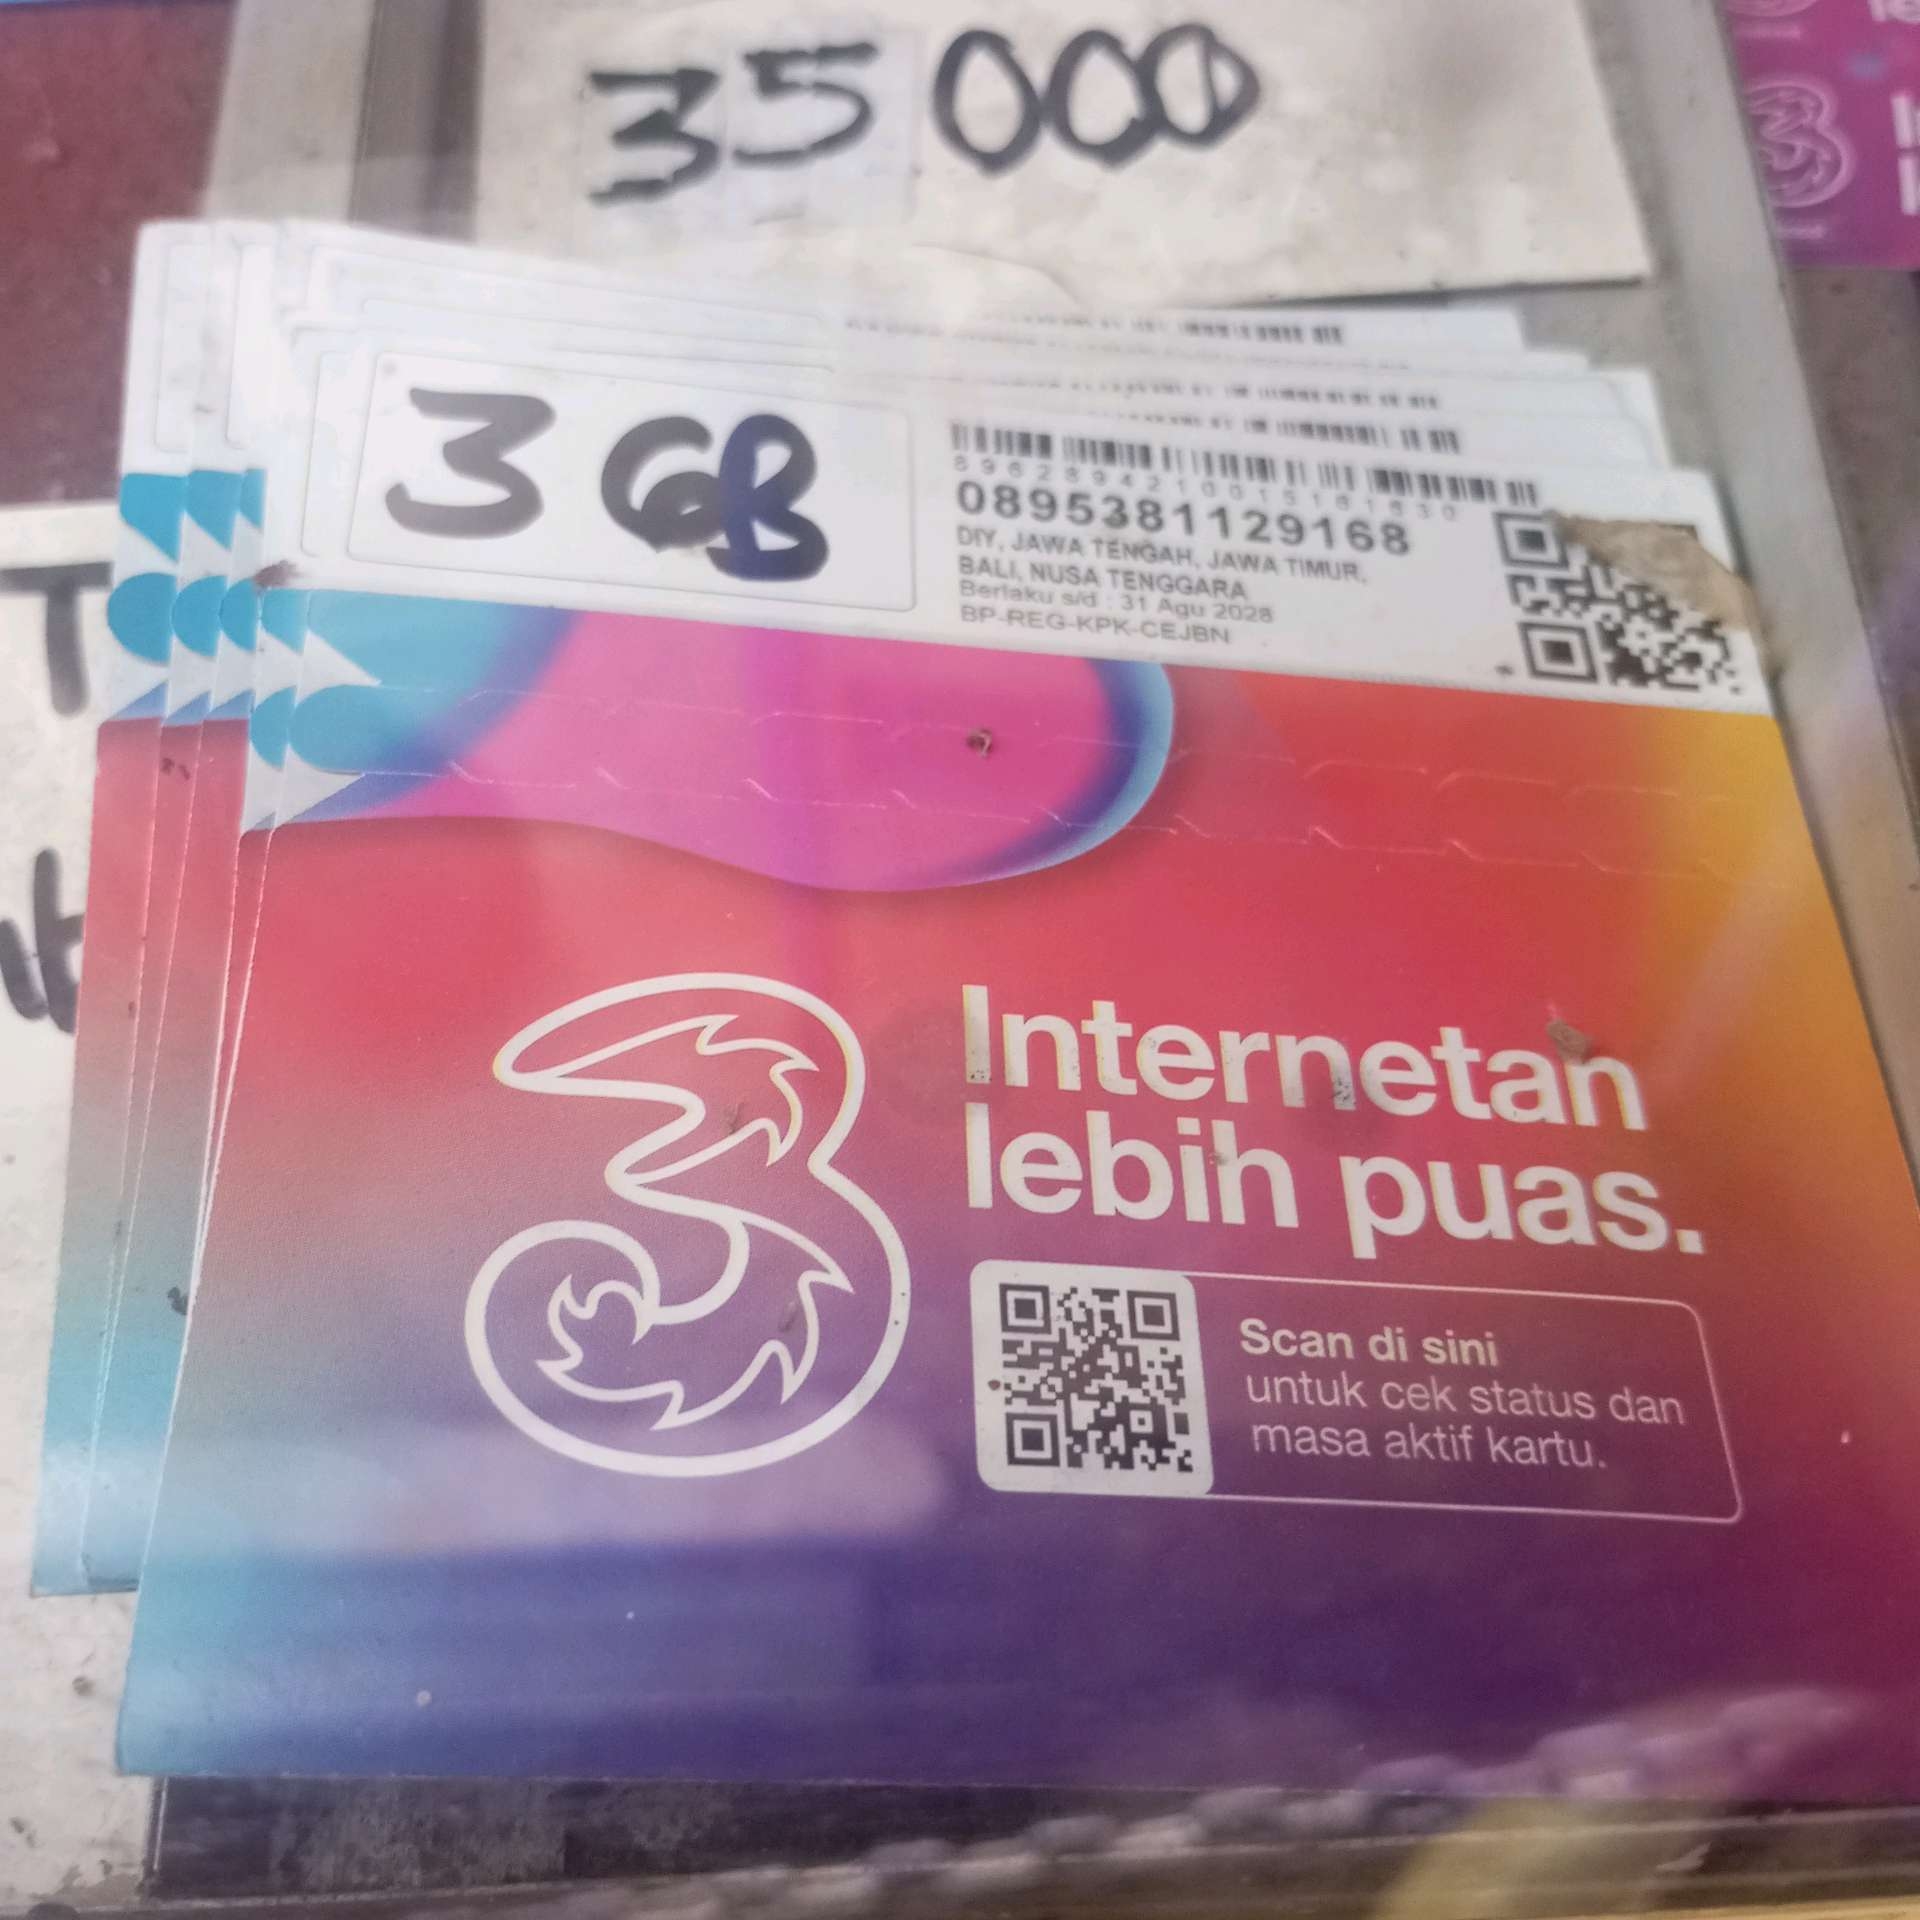 35000
3 GB
8962894210015181830
0895381129168
DIY, JAWA TENGAH, JAWA TIMUR,
BALI, NUSA TENGGARA
Berlaku s/d : 31 Agu 2028
BP-REG-KPK-CEJBN
3
Internetan
lebih puas.
Scan di sini
untuk cek status dan
masa aktif kartu.
T